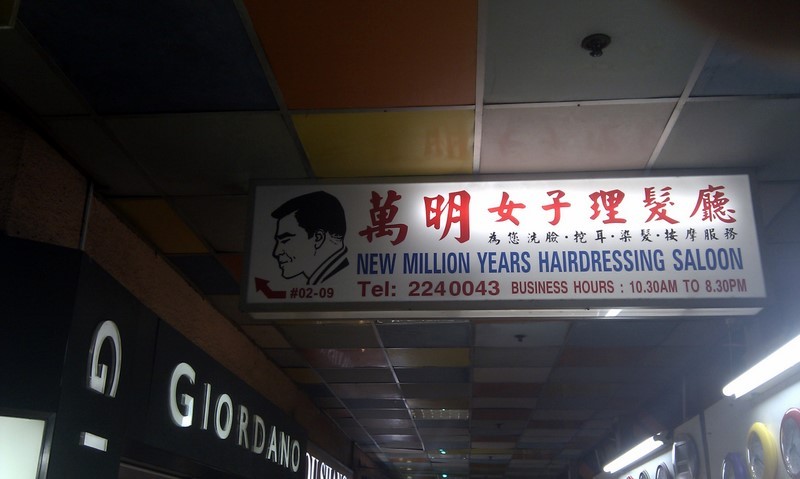 萬明女子理髮廳
為您洗臉·挖耳·染髮·按摩服務
NEW MILLION YEARS HAIRDRESSING SALOON
#02-09
Tel: 2240043 BUSINESS HOURS : 10.30AM TO 8.30PM
GIORDANO